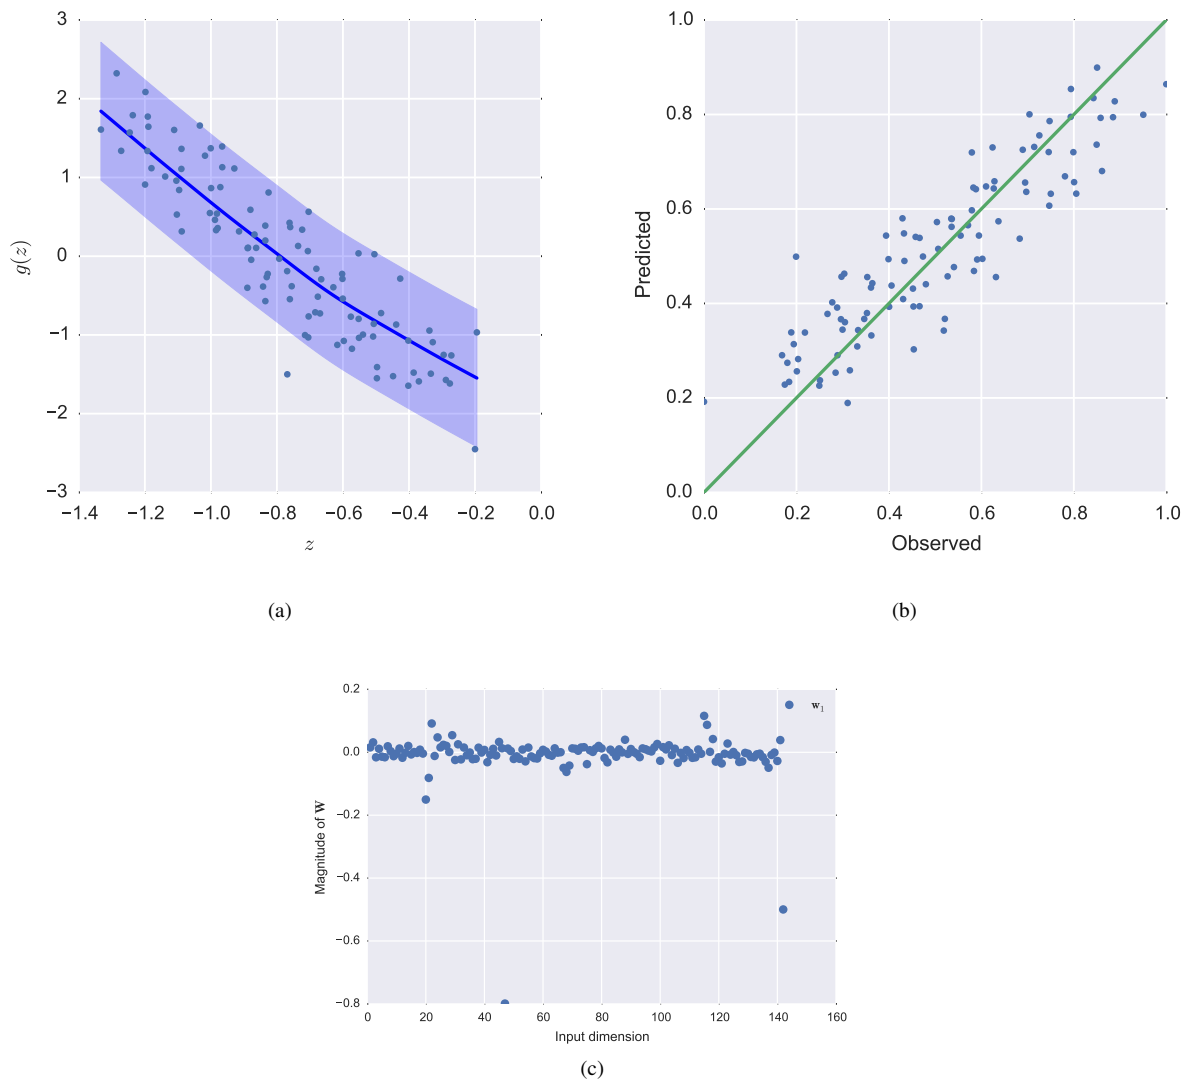 3
2
1
0
−1
−2
−3
g(z)
−1.4 −1.2 −1.0 −0.8 −0.6 −0.4 −0.2 0.0
z
(a)
1.0
0.8
0.6
0.4
0.2
0.0
Predicted
0.0 0.2 0.4 0.6 0.8 1.0
Observed
(b)
0.2
0.0
−0.2
−0.4
−0.6
−0.8
Magnitude of W
w₁
0 20 40 60 80 100 120 140 160
Input dimension
(c)